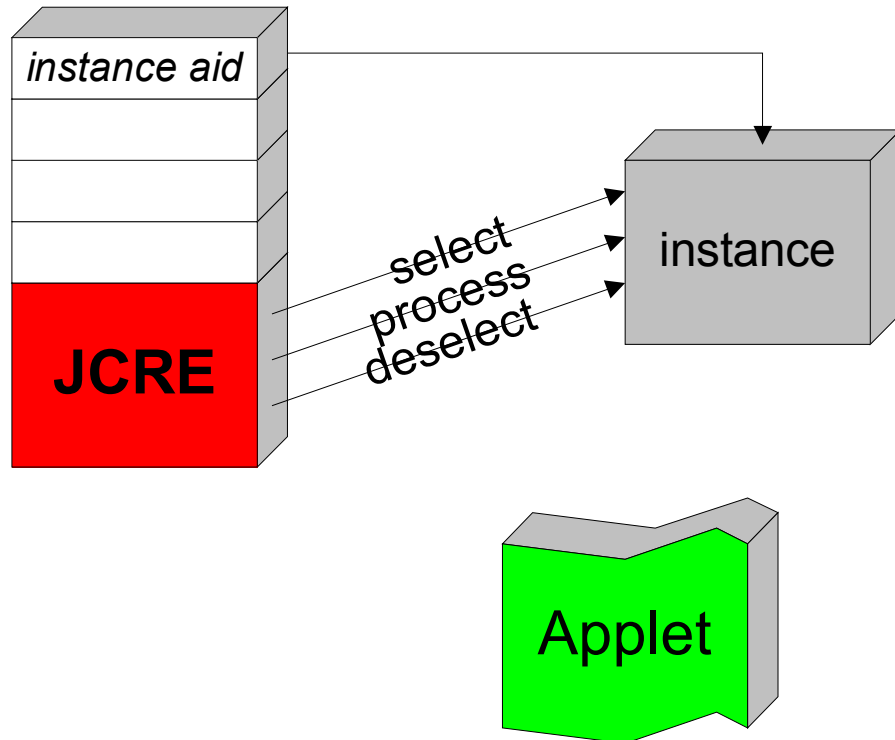 instance aid
select
process
deselect
instance
JCRE
Applet